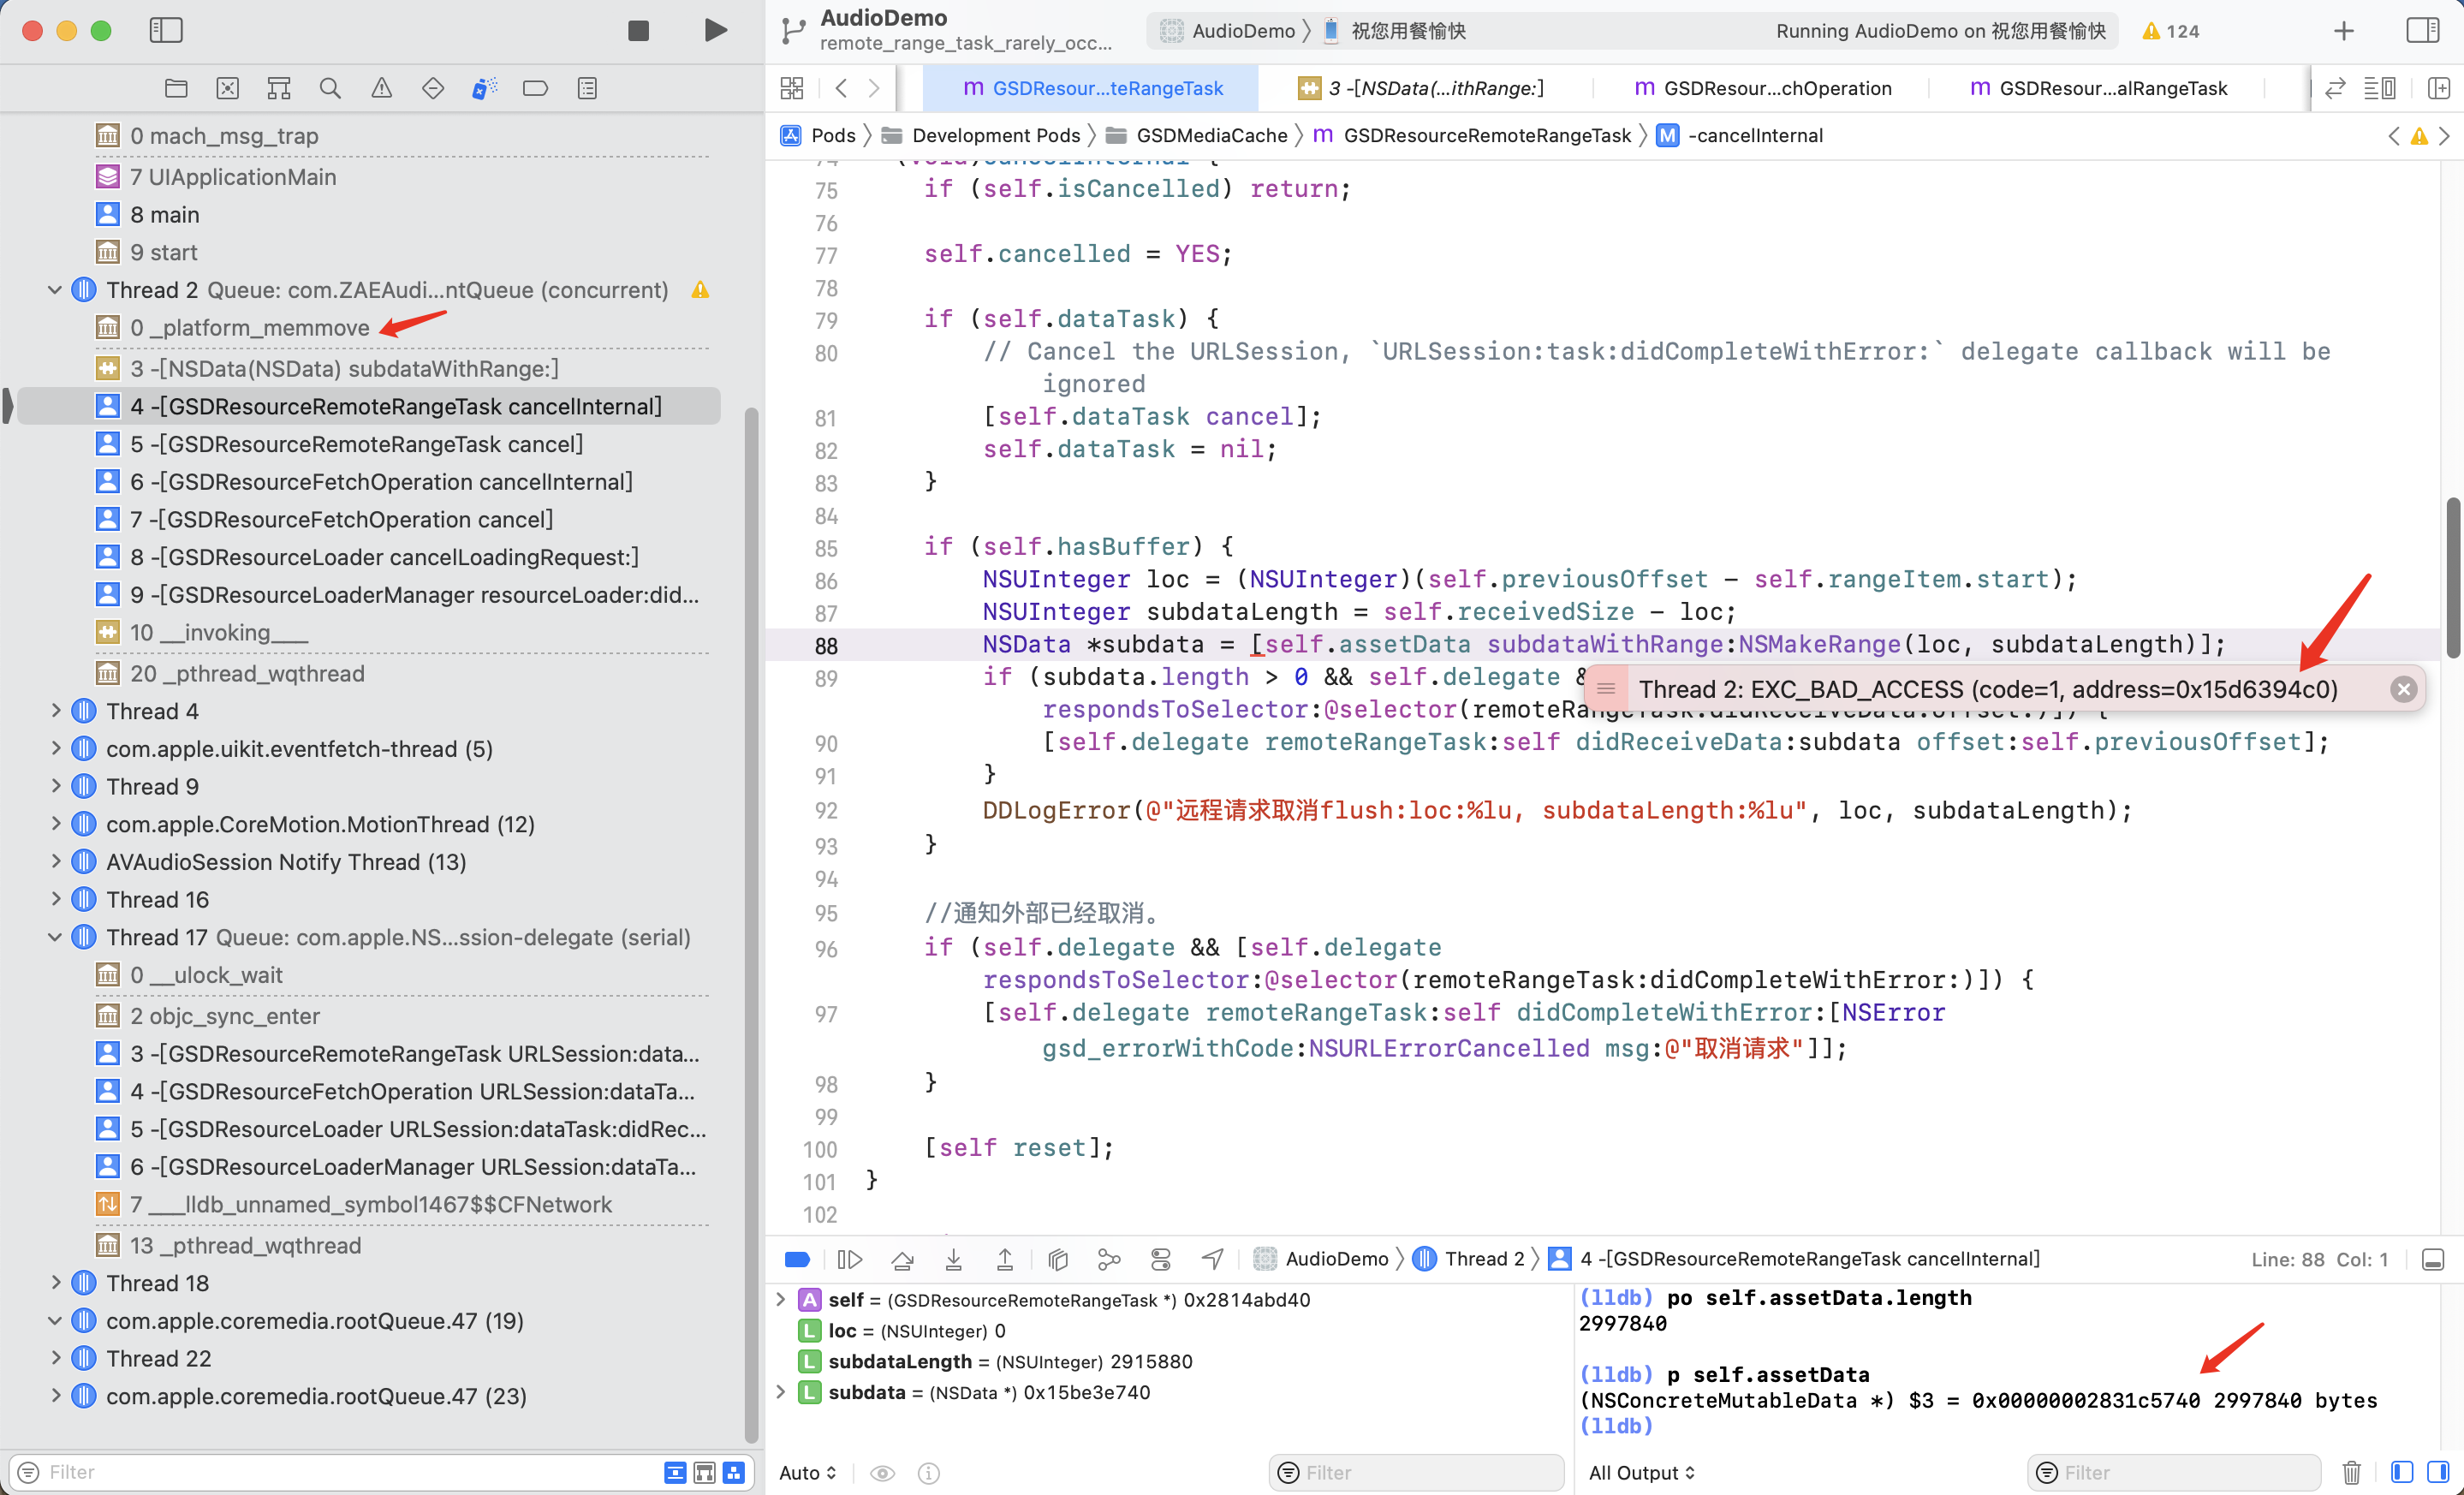 AudioDemo
remote_range_task_rarely_occ...
AudioDemo 〉 祝您用餐愉快
Running AudioDemo on 祝您用餐愉快
124
GSDResour...teRangeTask
3 -[NSData(...ithRange:]
GSDResour...chOperation
GSDResour...alRangeTask
Pods 〉 Development Pods 〉 GSDMediaCache 〉 m GSDResourceRemoteRangeTask 〉 M -cancelInternal
0 mach_msg_trap
7 UIApplicationMain
8 main
9 start
Thread 2 Queue: com.ZAEAudi...ntQueue (concurrent)
0 _platform_memmove
3 -[NSData(NSData) subdataWithRange:]
4 -[GSDResourceRemoteRangeTask cancelInternal]
5 -[GSDResourceRemoteRangeTask cancel]
6 -[GSDResourceFetchOperation cancelInternal]
7 -[GSDResourceFetchOperation cancel]
8 -[GSDResourceLoader cancelLoadingRequest:]
9 -[GSDResourceLoaderManager resourceLoader:did...
10 __invoking___
20 _pthread_wqthread
Thread 4
com.apple.uikit.eventfetch-thread (5)
Thread 9
com.apple.CoreMotion.MotionThread (12)
AVAudioSession Notify Thread (13)
Thread 16
Thread 17 Queue: com.apple.NS...ssion-delegate (serial)
0 __ulock_wait
2 objc_sync_enter
3 -[GSDResourceRemoteRangeTask URLSession:data...
4 -[GSDResourceFetchOperation URLSession:dataTa...
5 -[GSDResourceLoader URLSession:dataTask:didRec...
6 -[GSDResourceLoaderManager URLSession:dataTa...
7 ___lldb_unnamed_symbol1467$$CFNetwork
13 _pthread_wqthread
Thread 18
com.apple.coremedia.rootQueue.47 (19)
Thread 22
com.apple.coremedia.rootQueue.47 (23)
Filter
74 - (void)cancelInternal {
75 if (self.isCancelled) return;
76
77 self.cancelled = YES;
78
79 if (self.dataTask) {
80 // Cancel the URLSession, `URLSession:task:didCompleteWithError:` delegate callback will be
ignored
81 [self.dataTask cancel];
82 self.dataTask = nil;
83 }
84
85 if (self.hasBuffer) {
86 NSUInteger loc = (NSUInteger)(self.previousOffset - self.rangeItem.start);
87 NSUInteger subdataLength = self.receivedSize - loc;
88 NSData *subdata = [self.assetData subdataWithRange:NSMakeRange(loc, subdataLength)];
89 if (subdata.length > 0 && self.delegate &
Thread 2: EXC_BAD_ACCESS (code=1, address=0x15d6394c0)
respondsToSelector:@selector(remoteRangeTask:didReceiveData:offset:)]) {
90 [self.delegate remoteRangeTask:self didReceiveData:subdata offset:self.previousOffset];
91 }
92 DDLogError(@"远程请求取消flush:loc:%lu, subdataLength:%lu", loc, subdataLength);
93 }
94
95 //通知外部已经取消。
96 if (self.delegate && [self.delegate
respondsToSelector:@selector(remoteRangeTask:didCompleteWithError:)]) {
97 [self.delegate remoteRangeTask:self didCompleteWithError:[NSError
gsd_errorWithCode:NSURLErrorCancelled msg:@"取消请求"]];
98 }
99
100 [self reset];
101 }
102
AudioDemo 〉 Thread 2 〉 4 -[GSDResourceRemoteRangeTask cancelInternal]
Line: 88 Col: 1
A self = (GSDResourceRemoteRangeTask *) 0x2814abd40
L loc = (NSUInteger) 0
L subdataLength = (NSUInteger) 2915880
L subdata = (NSData *) 0x15be3e740
Auto
Filter
(lldb) po self.assetData.length
2997840
(lldb) p self.assetData
(NSConcreteMutableData *) $3 = 0x00000002831c5740 2997840 bytes
(lldb)
All Output
Filter